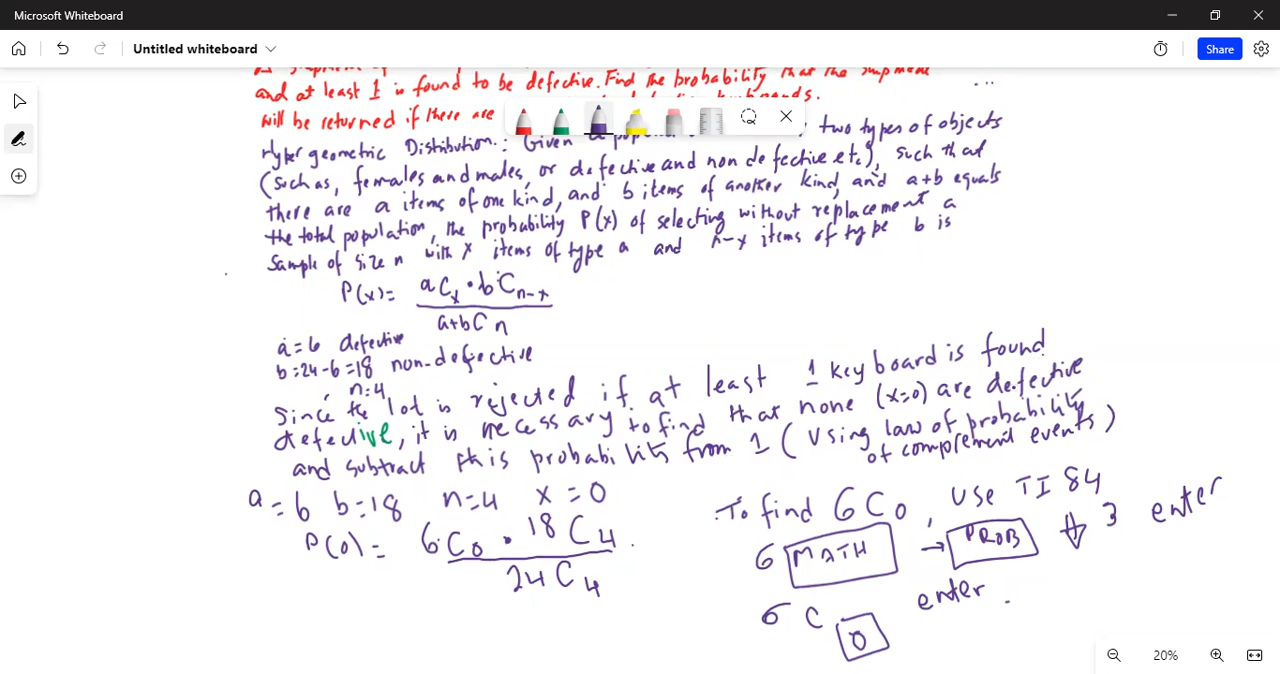 Microsoft Whiteboard
Untitled whiteboard
Share
and at least 1 is found to be defective. Find the probability that the shipment
will be returned if there are
Hyper geometric Distribution: Given a two types of objects
(such as, females and males, or defective and non defective etc), such that
there are a items of one kind, and b items of another kind, and a+b equals
the total population, the probability P(x) of selecting without replacement a
sample of size n with x items of type a and n-x items of type b is
P(x)= aCx · bCn-x
a+bCn
a=6 defective
b=24-6=18 non-defective
n=4
Since the lot is rejected if at least 1 key board is found
defective, it is necessary to find that none (x=0) are defective
and subtract this probability from 1 (Using law of probability
of complement events)
a=6 b=18 n=4 x=0
P(0)= 6C0 · 18C4
24C4
To find 6C0, use TI 84
6 MATH → PROB ↓ 3 enter
6 C 0 enter
20%